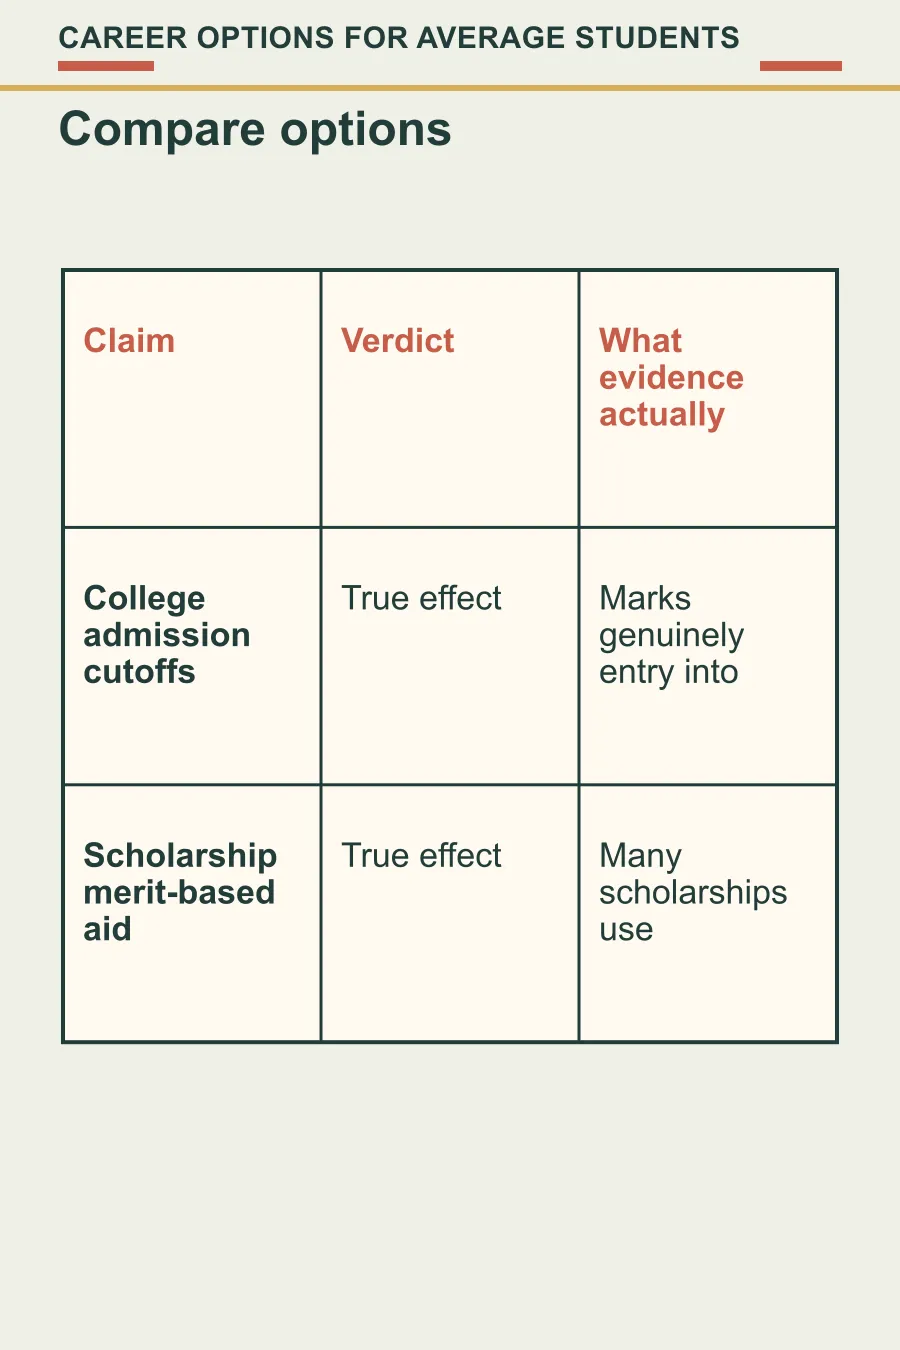 CAREER OPTIONS FOR AVERAGE STUDENTS
Compare options
Claim
Verdict
What
evidence
actually
College
admission
cutoffs
True effect
Marks
genuinely
entry into
Scholarship
merit-based
aid
True effect
Many
scholarships
use